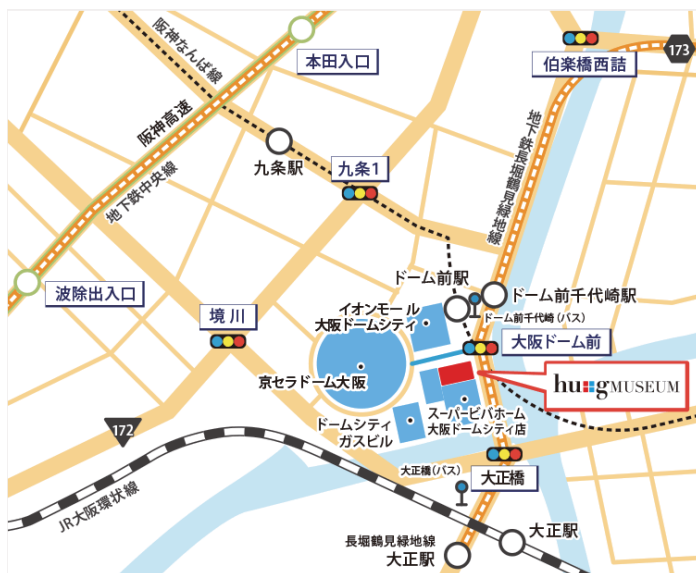 本田入口
阪神なんば線
伯楽橋西詰
173
阪神高速
地下鉄中央線
九条駅
九条1
地下鉄長堀鶴見緑地線
波除出入口
境川
ドーム前駅
ドーム前千代崎駅
ドーム前千代崎(バス)
イオンモール
大阪ドームシティ
大阪ドーム前
京セラドーム大阪
hu⁠g MUSEUM
ドームシティ
ガスビル
スーパービバホーム
大阪ドームシティ店
172
大正橋(バス)
大正橋
JR大阪環状線
長堀鶴見緑地線
大正駅
大正駅